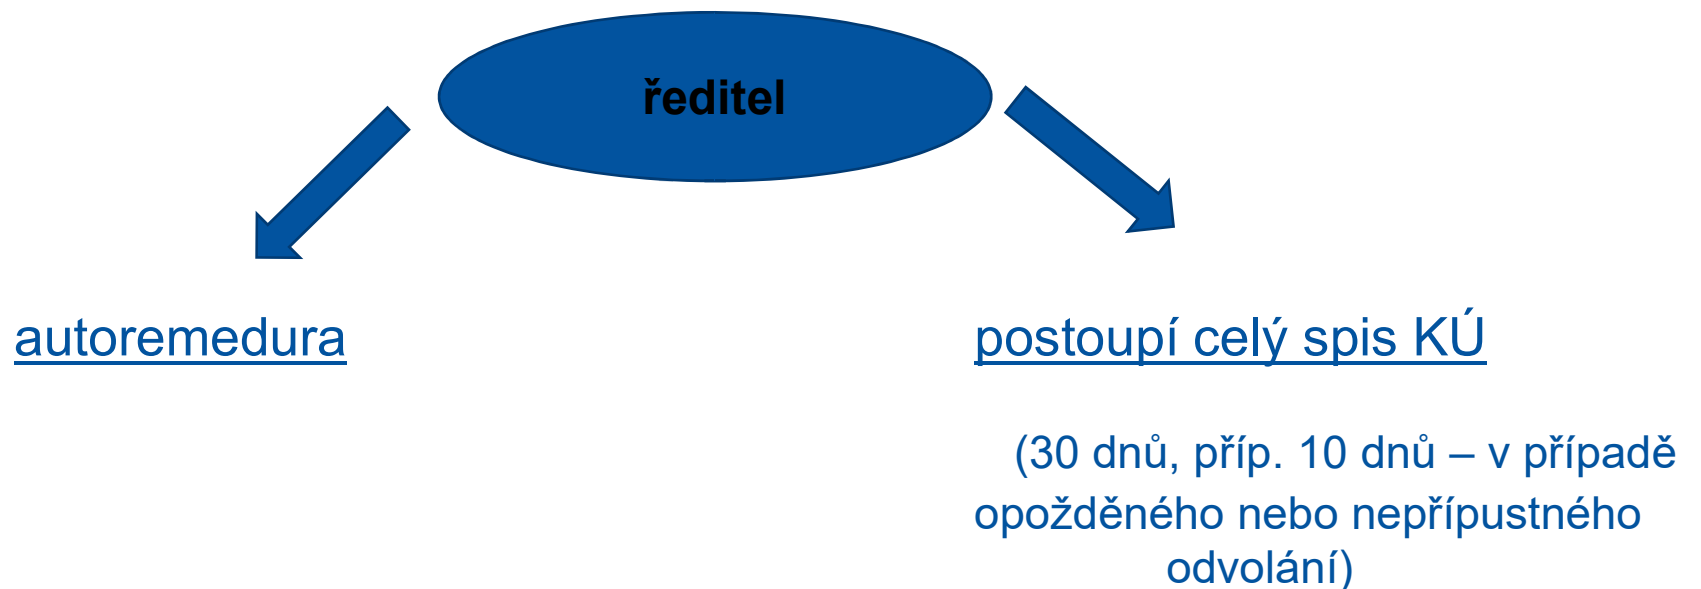 ředitel
autoremedura
postoupí celý spis KÚ
(30 dnů, příp. 10 dnů – v případě
opožděného nebo nepřípustného
odvolání)